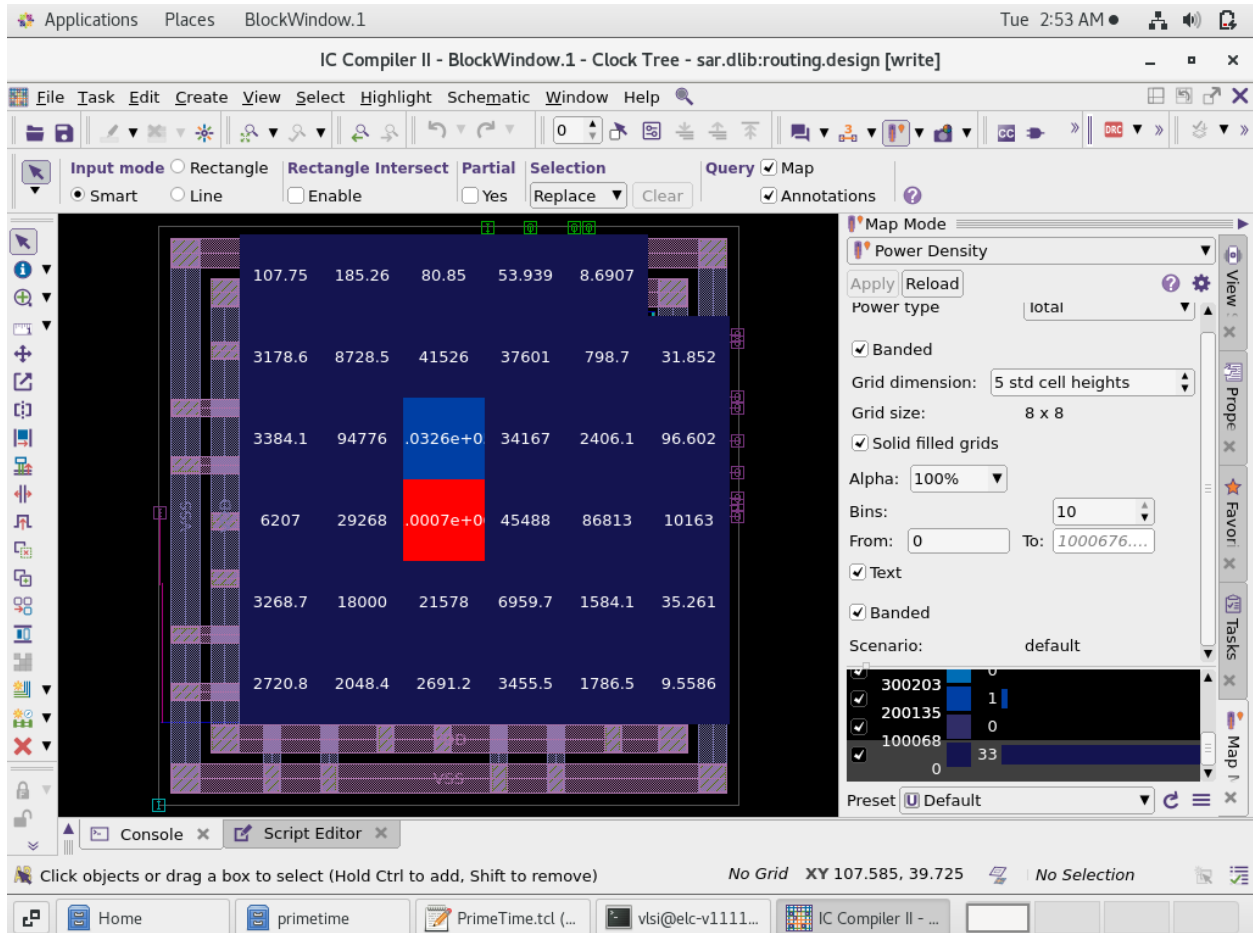 Applications Places BlockWindow.1 Tue 2:53 AM
IC Compiler II - BlockWindow.1 - Clock Tree - sar.dlib:routing.design [write]
File Task Edit Create View Select Highlight Schematic Window Help
0 CC DRC
Input mode Rectangle Rectangle Intersect Partial Selection Query Map
Smart Line Enable Yes Replace Clear Annotations
Map Mode
Power Density
Apply Reload
Power type Total
Banded
Grid dimension: 5 std cell heights
Grid size: 8 x 8
Solid filled grids
Alpha: 100%
Bins: 10
From: 0 To: 1000676....
Text
Banded
Scenario: default
300203 0
200135 1
100068 0
0 33
Preset U Default
107.75 185.26 80.85 53.939 8.6907
3178.6 8728.5 41526 37601 798.7 31.852
3384.1 94776 .0326e+0 34167 2406.1 96.602
6207 29268 .0007e+0 45488 86813 10163
3268.7 18000 21578 6959.7 1584.1 35.261
2720.8 2048.4 2691.2 3455.5 1786.5 9.5586
VSS
VDD
VSS
View
Prope
Favori
Tasks
Map M
Console Script Editor
Click objects or drag a box to select (Hold Ctrl to add, Shift to remove) No Grid XY 107.585, 39.725 No Selection
Home primetime PrimeTime.tcl (... vlsi@elc-v1111... IC Compiler II - ...